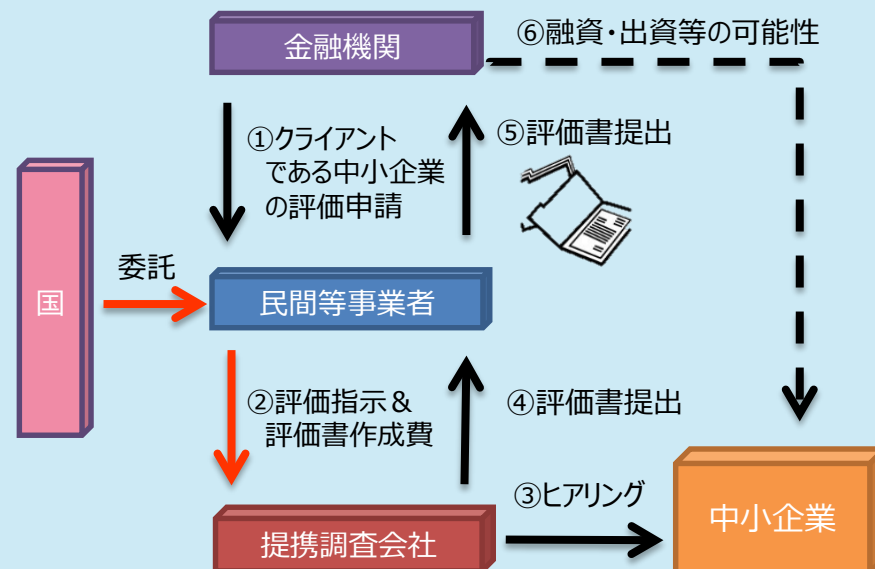 金融機関
⑥融資・出資等の可能性
①クライアント
である中小企業
の評価申請
⑤評価書提出
国
委託
民間等事業者
②評価指示＆
評価書作成費
④評価書提出
③ヒアリング
中小企業
提携調査会社